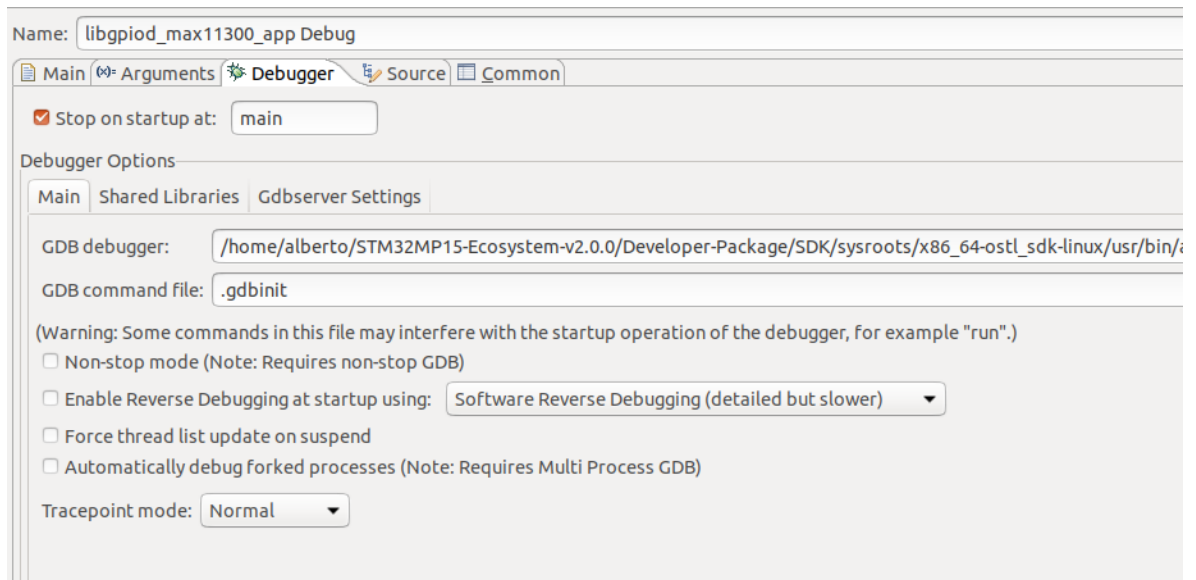 Name: libgpiod_max11300_app Debug
Main (x)= Arguments Debugger Source Common
Stop on startup at: main
Debugger Options
Main Shared Libraries Gdbserver Settings
GDB debugger: /home/alberto/STM32MP15-Ecosystem-v2.0.0/Developer-Package/SDK/sysroots/x86_64-ostl_sdk-linux/usr/bin/a
GDB command file: .gdbinit
(Warning: Some commands in this file may interfere with the startup operation of the debugger, for example "run".)
Non-stop mode (Note: Requires non-stop GDB)
Enable Reverse Debugging at startup using: Software Reverse Debugging (detailed but slower)
Force thread list update on suspend
Automatically debug forked processes (Note: Requires Multi Process GDB)
Tracepoint mode: Normal